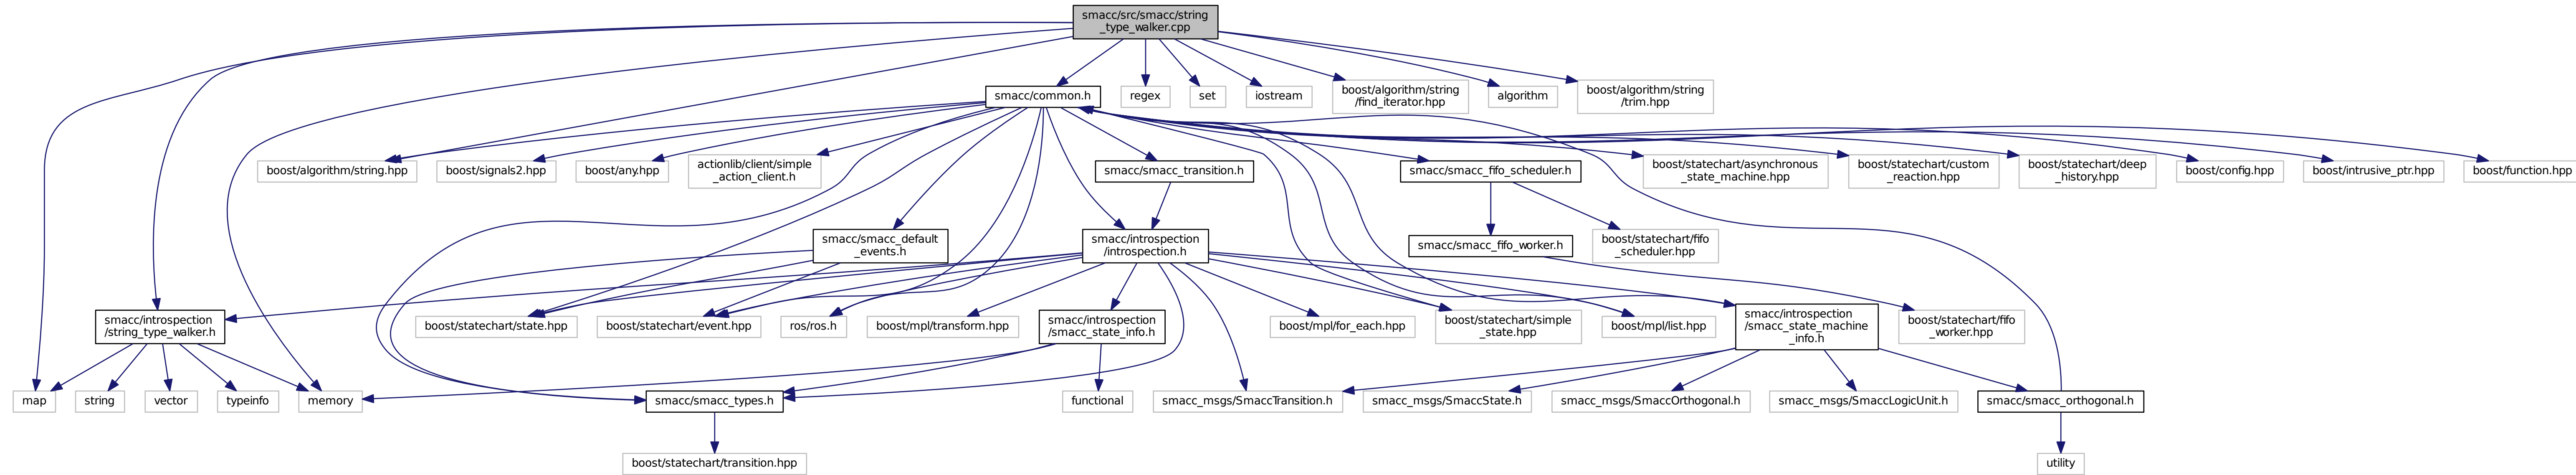 smacc/src/smacc/string
_type_walker.cpp
smacc/common.h
regex
set
iostream
boost/algorithm/string
/find_iterator.hpp
algorithm
boost/algorithm/string
/trim.hpp
boost/algorithm/string.hpp
boost/signals2.hpp
boost/any.hpp
actionlib/client/simple
_action_client.h
smacc/smacc_transition.h
smacc/smacc_fifo_scheduler.h
boost/statechart/asynchronous
_state_machine.hpp
boost/statechart/custom
_reaction.hpp
boost/statechart/deep
_history.hpp
boost/config.hpp
boost/intrusive_ptr.hpp
boost/function.hpp
smacc/smacc_default
_events.h
smacc/introspection
/introspection.h
smacc/smacc_fifo_worker.h
boost/statechart/fifo
_scheduler.hpp
smacc/introspection
/string_type_walker.h
boost/statechart/state.hpp
boost/statechart/event.hpp
ros/ros.h
boost/mpl/transform.hpp
smacc/introspection
/smacc_state_info.h
boost/mpl/for_each.hpp
boost/statechart/simple
_state.hpp
boost/mpl/list.hpp
smacc/introspection
/smacc_state_machine
_info.h
boost/statechart/fifo
_worker.hpp
map
string
vector
typeinfo
memory
smacc/smacc_types.h
functional
smacc_msgs/SmaccTransition.h
smacc_msgs/SmaccState.h
smacc_msgs/SmaccOrthogonal.h
smacc_msgs/SmaccLogicUnit.h
smacc/smacc_orthogonal.h
boost/statechart/transition.hpp
utility